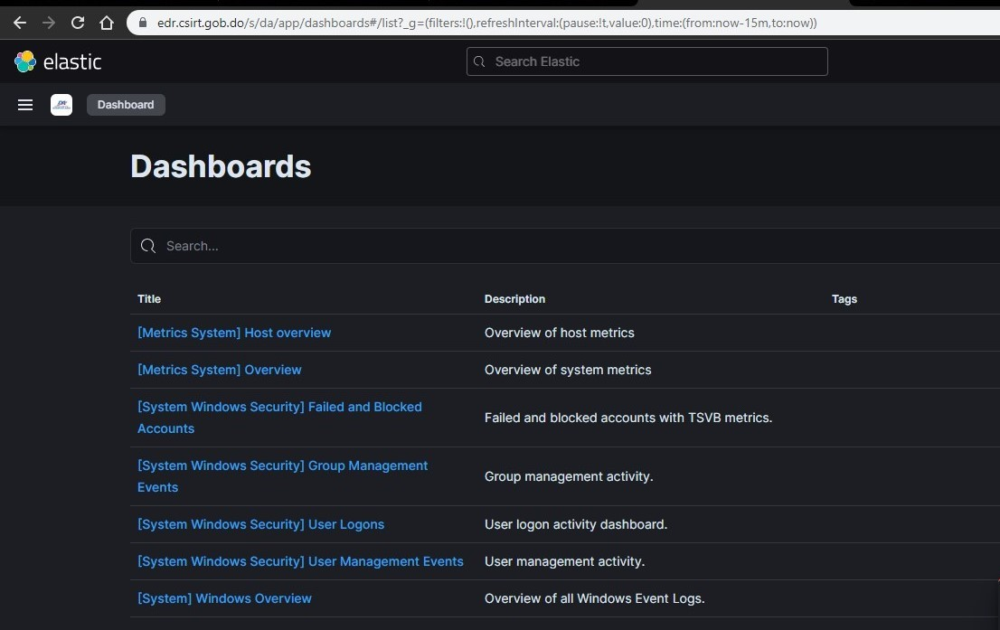 edr.csirt.gob.do/s/da/app/dashboards#/list?_g=(filters:!(),refreshInterval:(pause:!t,value:0),time:(from:now-15m,to:now))
elastic
Search Elastic
Dashboard
Dashboards
Search...
Title Description Tags
[Metrics System] Host overview Overview of host metrics
[Metrics System] Overview Overview of system metrics
[System Windows Security] Failed and Blocked
Accounts
Failed and blocked accounts with TSVB metrics.
[System Windows Security] Group Management
Events
Group management activity.
[System Windows Security] User Logons User logon activity dashboard.
[System Windows Security] User Management Events User management activity.
[System] Windows Overview Overview of all Windows Event Logs.